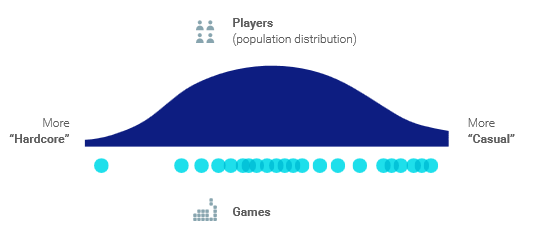 Players
(population distribution)
More
“Hardcore”
More
“Casual”
Games